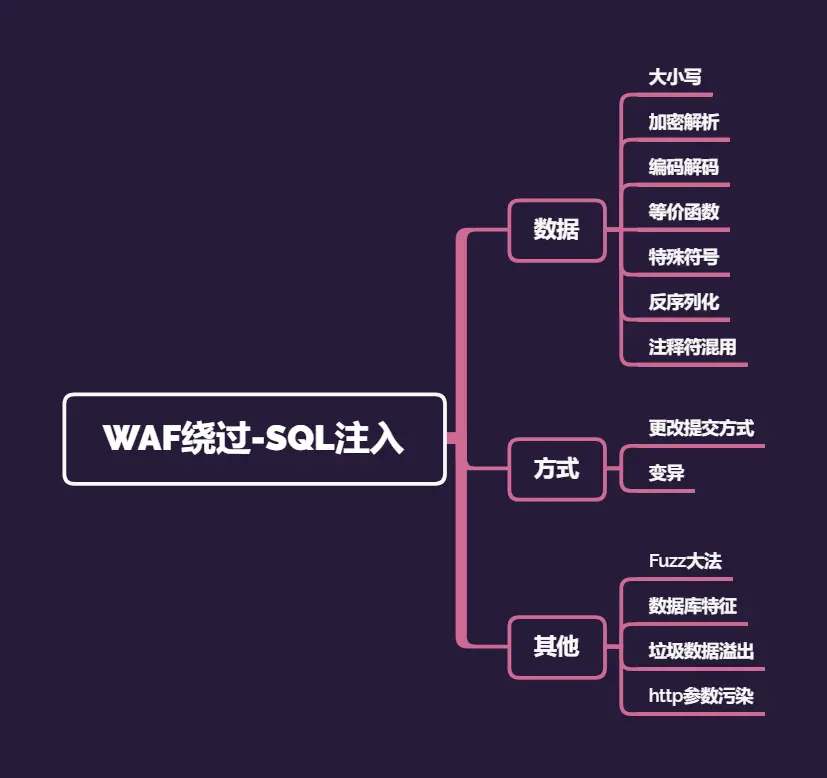 WAF绕过-SQL注入
数据
大小写
加密解析
编码解码
等价函数
特殊符号
反序列化
注释符混用
方式
更改提交方式
变异
其他
Fuzz大法
数据库特征
垃圾数据溢出
http参数污染